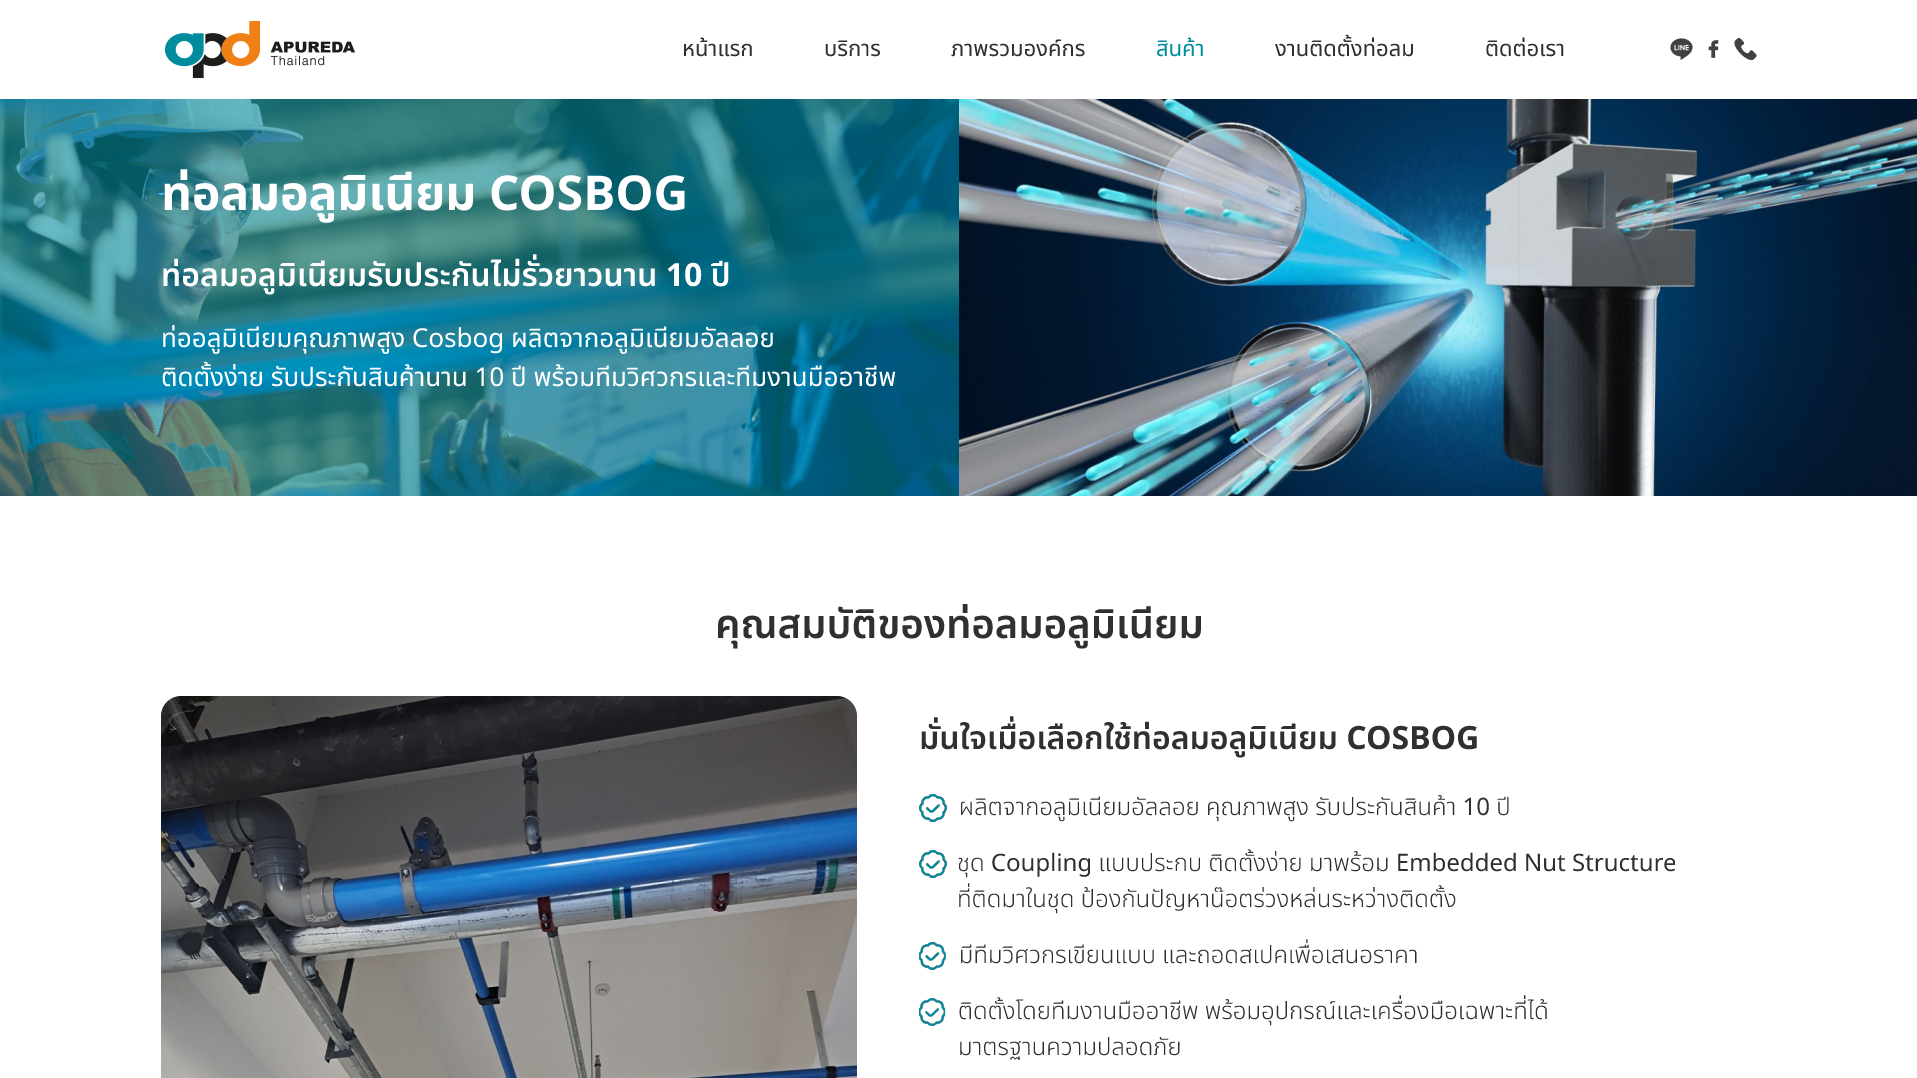 apd
APUREDA
Thailand
หน้าแรก
บริการ
ภาพรวมองค์กร
สินค้า
งานติดตั้งท่อลม
ติดต่อเรา
LINE
f
ท่อลมอลูมิเนียม COSBOG
ท่อลมอลูมิเนียมรับประกันไม่รั่วยาวนาน 10 ปี
ท่ออลูมิเนียมคุณภาพสูง Cosbog ผลิตจากอลูมิเนียมอัลลอย
ติดตั้งง่าย รับประกันสินค้านาน 10 ปี พร้อมทีมวิศวกรและทีมงานมืออาชีพ
คุณสมบัติของท่อลมอลูมิเนียม
มั่นใจเมื่อเลือกใช้ท่อลมอลูมิเนียม COSBOG
ผลิตจากอลูมิเนียมอัลลอย คุณภาพสูง รับประกันสินค้า 10 ปี
ชุด Coupling แบบประกบ ติดตั้งง่าย มาพร้อม Embedded Nut Structure
ที่ติดมาในชุด ป้องกันปัญหาน๊อตร่วงหล่นระหว่างติดตั้ง
มีทีมวิศวกรเขียนแบบ และถอดสเปคเพื่อเสนอราคา
ติดตั้งโดยทีมงานมืออาชีพ พร้อมอุปกรณ์และเครื่องมือเฉพาะที่ได้
มาตรฐานความปลอดภัย